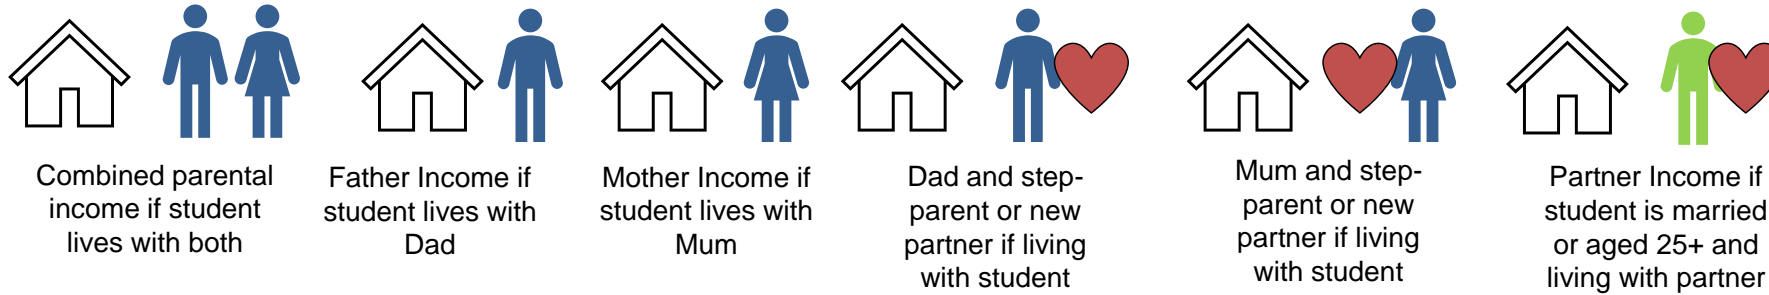 Combined parental
income if student
lives with both
Father Income if
student lives with
Dad
Mother Income if
student lives with
Mum
Dad and step-
parent or new
partner if living
with student
Mum and step-
parent or new
partner if living
with student
Partner Income if
student is married
or aged 25+ and
living with partner